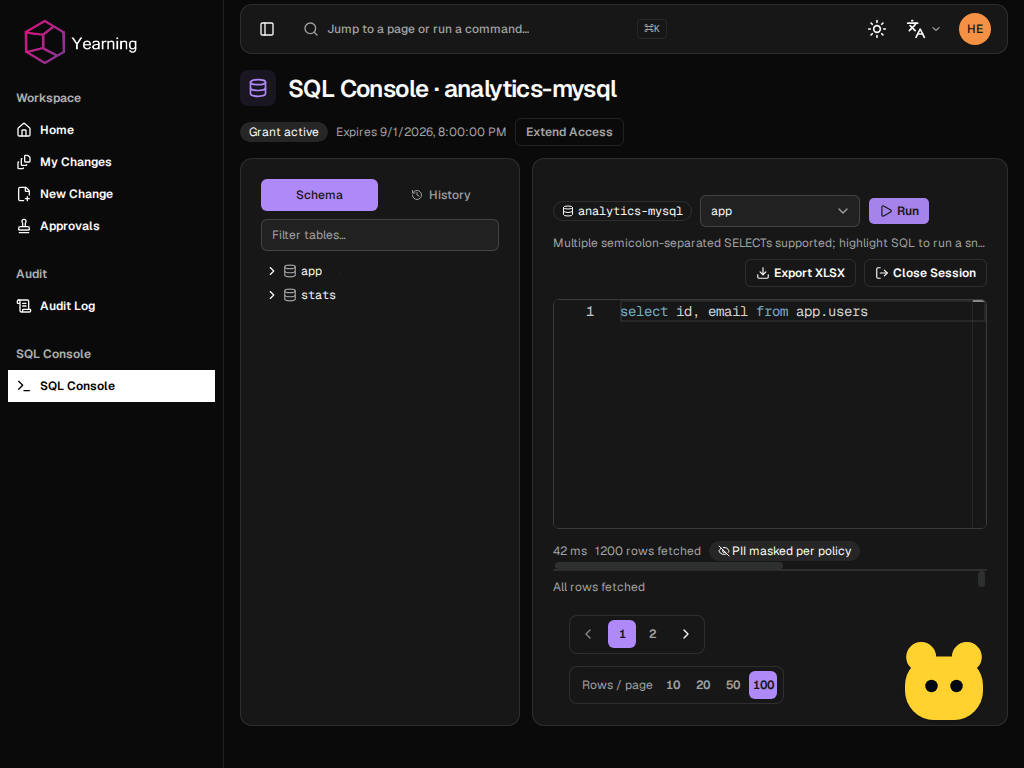 Yearning
Jump to a page or run a command...
⌘K
HE
Workspace
Home
My Changes
New Change
Approvals
Audit
Audit Log
SQL Console
SQL Console
SQL Console · analytics-mysql
Grant active
Expires 9/1/2026, 8:00:00 PM
Extend Access
Schema
History
Filter tables...
app
stats
analytics-mysql
app
Run
Multiple semicolon-separated SELECTs supported; highlight SQL to run a sn...
Export XLSX
Close Session
1 select id, email from app.users
42 ms 1200 rows fetched PII masked per policy
All rows fetched
1 2
Rows / page 10 20 50 100